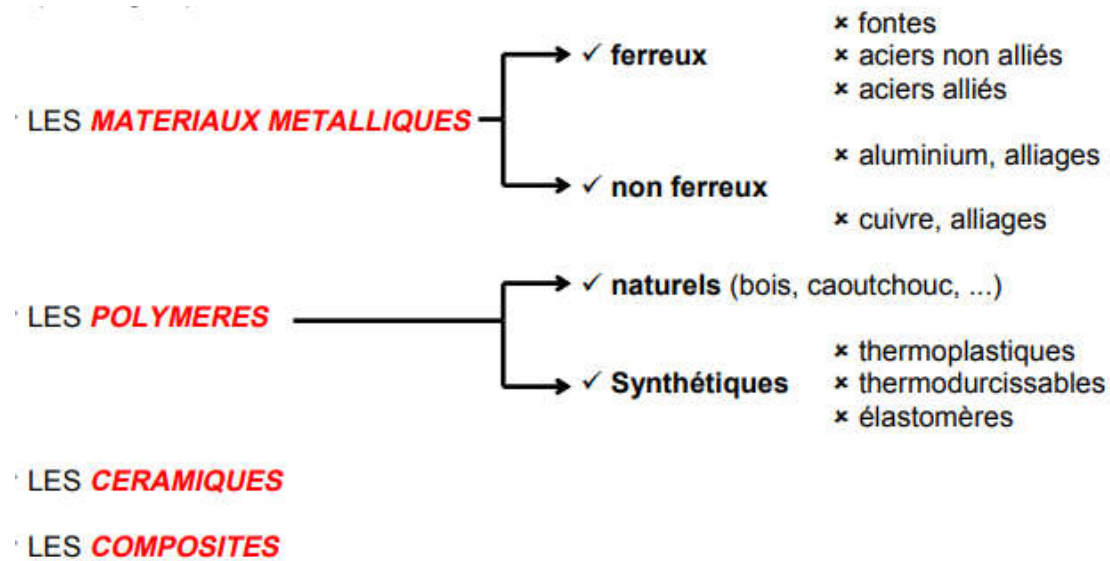 × fontes
✓ ferreux × aciers non alliés
× aciers alliés
LES MATERIAUX METALLIQUES
× aluminium, alliages
✓ non ferreux
× cuivre, alliages
✓ naturels (bois, caoutchouc, ...)
LES POLYMERES
× thermoplastiques
✓ Synthétiques × thermodurcissables
× élastomères
LES CERAMIQUES
LES COMPOSITES